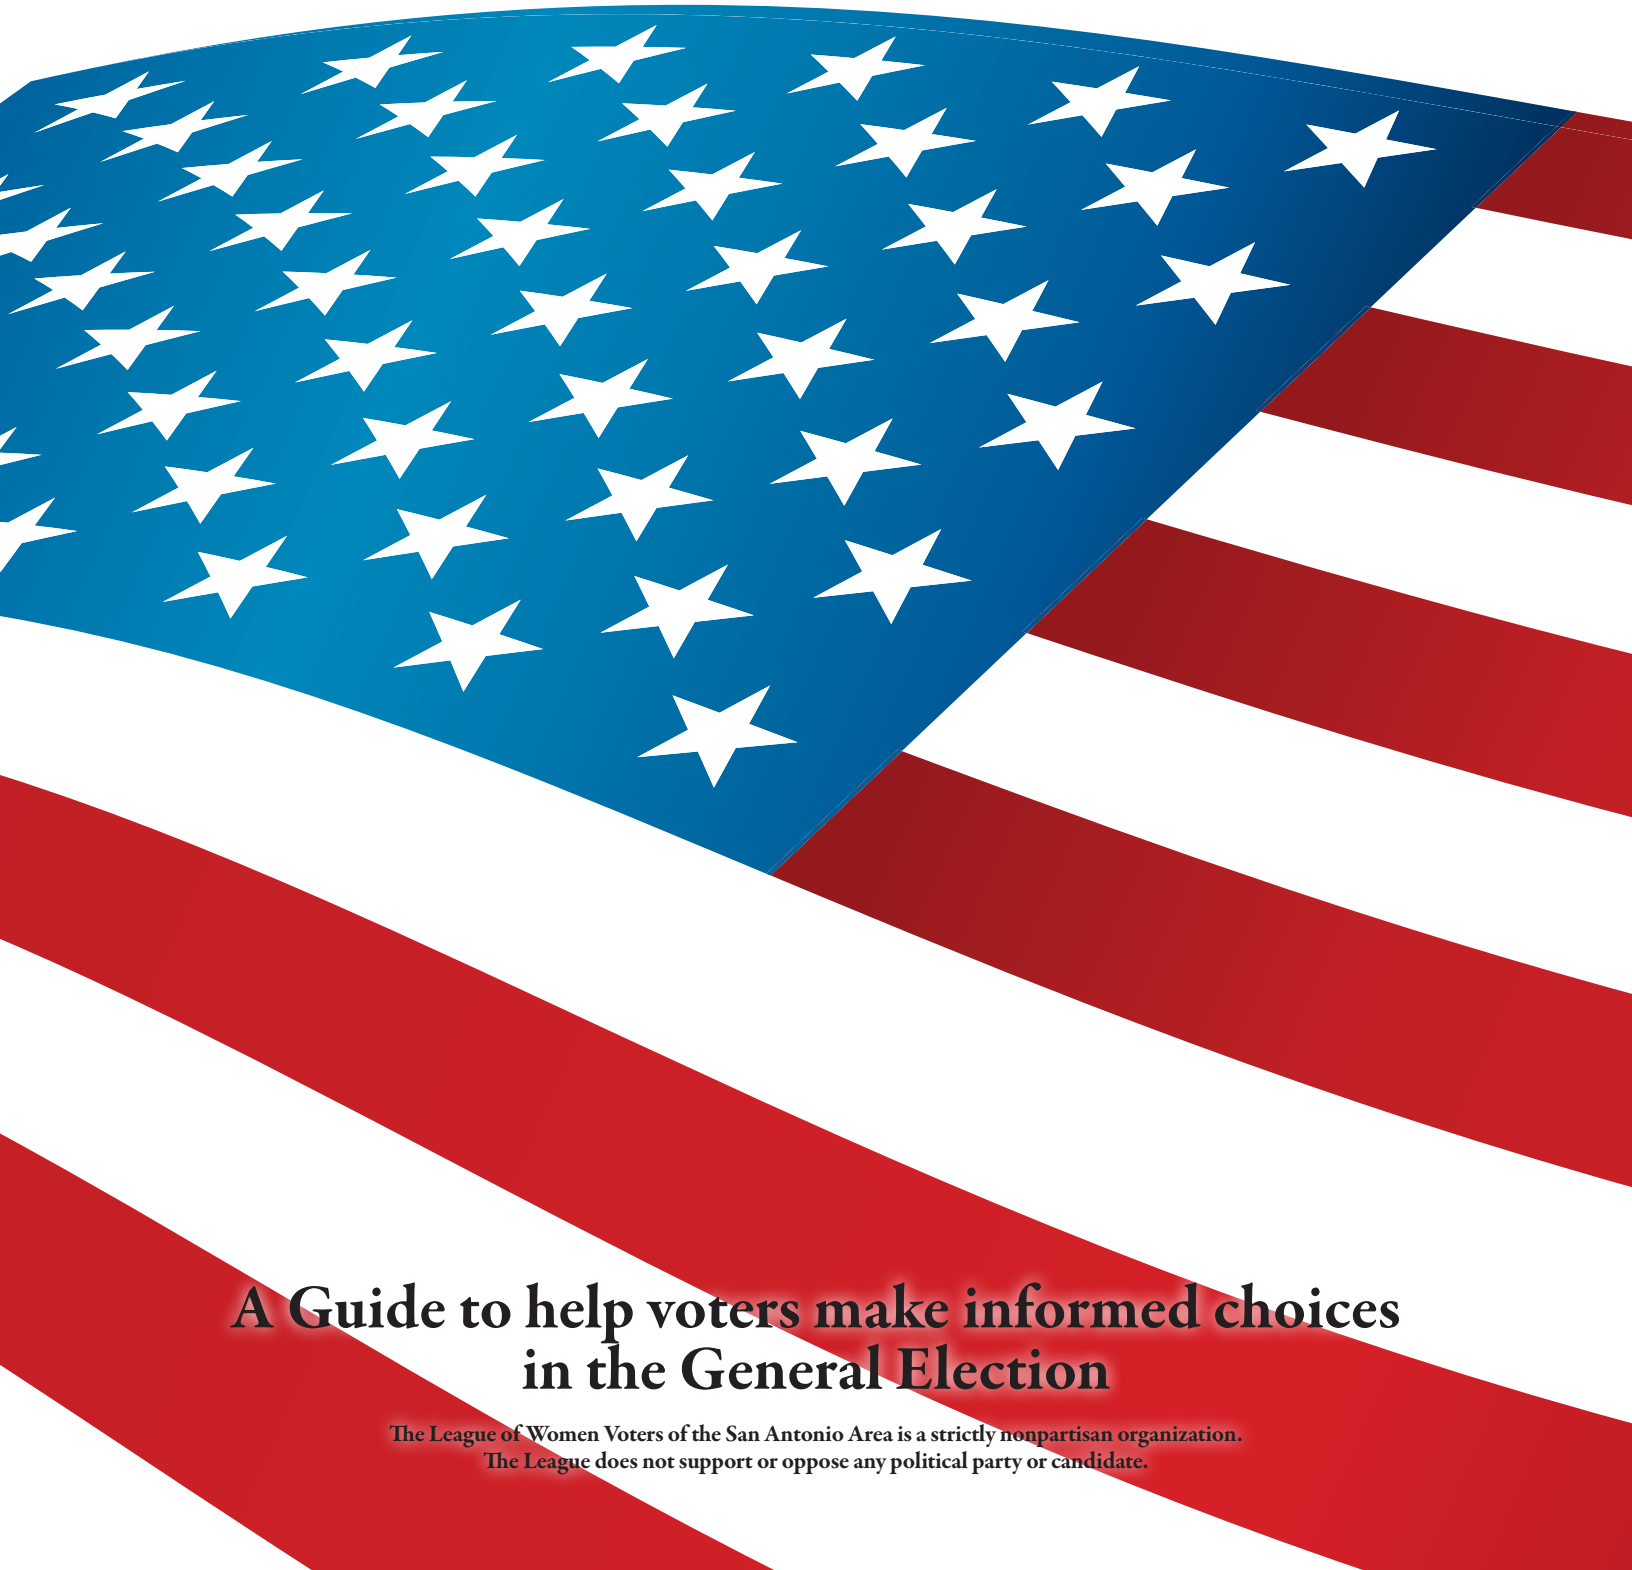 A Guide to help voters make informed choices
in the General Election
The League of Women Voters of the San Antonio Area is a strictly nonpartisan organization.
The League does not support or oppose any political party or candidate.